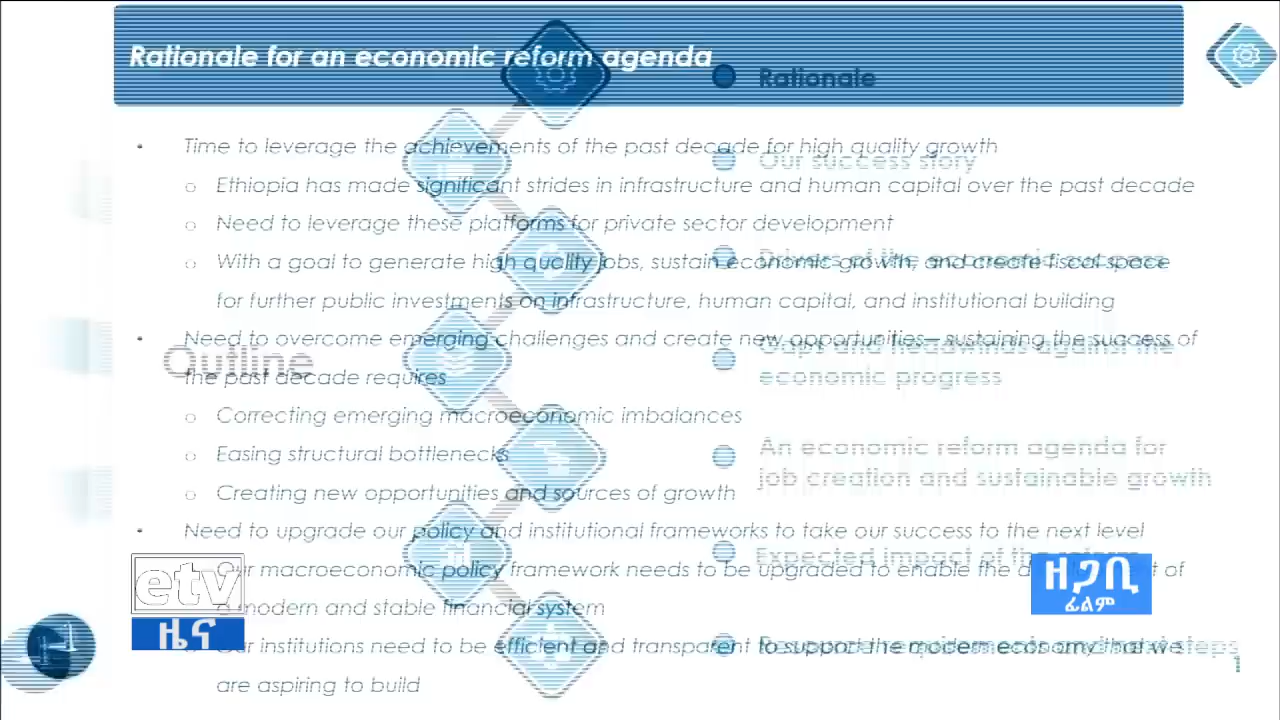 Rationale for an economic reform agenda
Rationale
• Time to leverage the achievements of the past decade for high quality growth
Our success story
o Ethiopia has made significant strides in infrastructure and human capital over the past decade
o Need to leverage these platforms for private sector development
o With a goal to generate high quality jobs, sustain economic growth, and create fiscal space
for further public investments on infrastructure, human capital, and institutional building
• Need to overcome emerging challenges and create new opportunities– sustaining the success of
Outline
the past decade requires
economic progress
o Correcting emerging macroeconomic imbalances
An economic reform agenda for
o Easing structural bottlenecks
job creation and sustainable growth
o Creating new opportunities and sources of growth
• Need to upgrade our policy and institutional frameworks to take our success to the next level
Expected impact of the
Our macroeconomic policy framework needs to be upgraded to enable the of
a modern and stable financial system
o Our institutions need to be efficient and transparent to support the modern economy that we
steps
are aspiring to build
1
etv
ዜና
ዘጋቢ
ፊልም